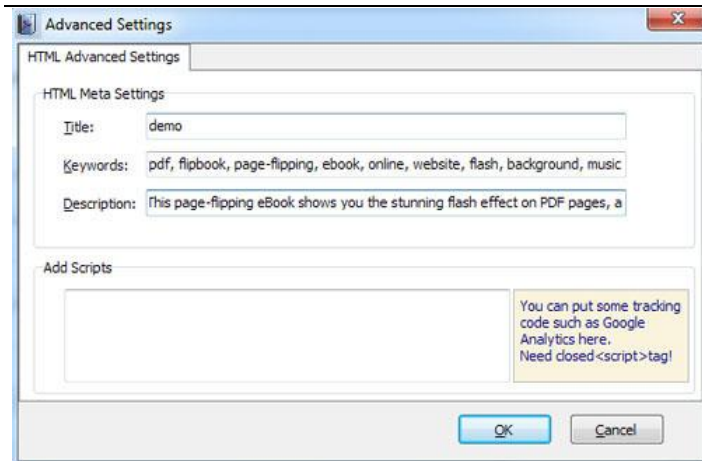 Advanced Settings
HTML Advanced Settings
HTML Meta Settings
Title: demo
Keywords: pdf, flipbook, page-flipping, ebook, online, website, flash, background, music
Description: This page-flipping eBook shows you the stunning flash effect on PDF pages, a
Add Scripts
You can put some tracking
code such as Google
Analytics here.
Need closed<script>tag!
OK Cancel